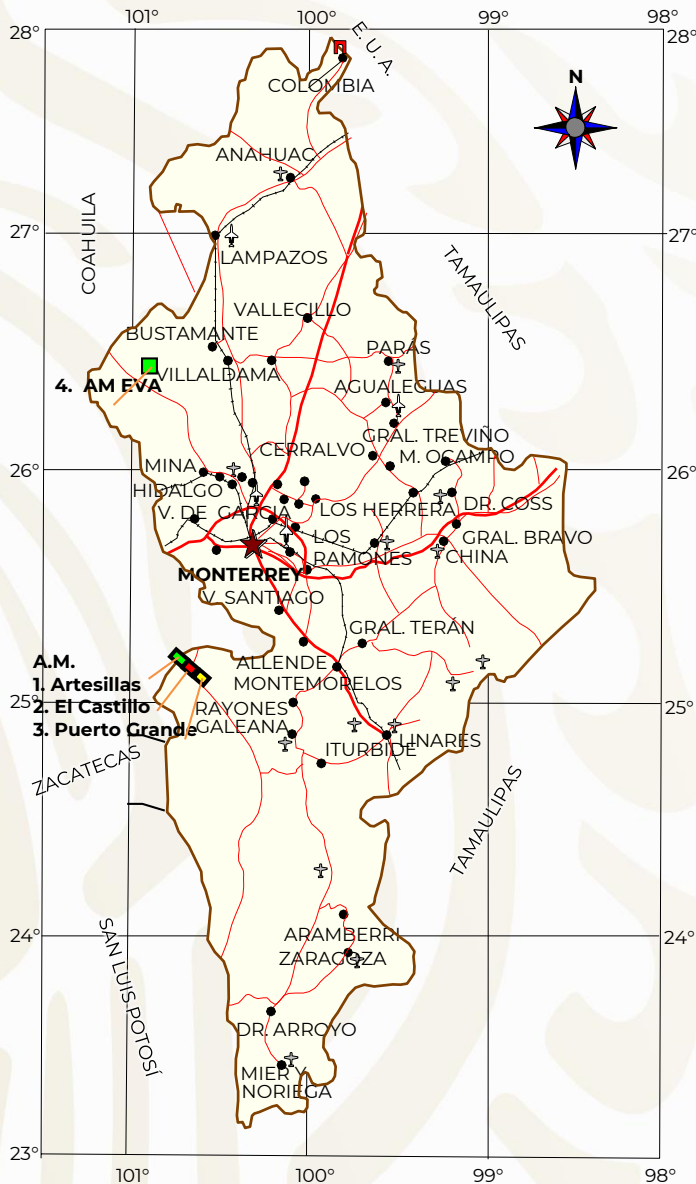 101° 100° 99° 98°
28° 28°
E. U. A.
N
COLOMBIA
ANAHUAC
COAHUILA
27° 27°
LAMPAZOS
TAMAULIPAS
VALLECILLO
BUSTAMANTE
PARÁS
VILLALDAMA
4. AM EVA
AGUALEGUAS
GRAL. TREVIÑO
CERRALVO
M. OCAMPO
26° 26°
MINA
HIDALGO
DR. COSS
V. DE GARCIA
LOS HERRERA
LOS
RAMONES
GRAL. BRAVO
CHINA
MONTERREY
V. SANTIAGO
GRAL. TERÁN
A.M.
1. Artesillas
2. El Castillo
3. Puerto Grande
ALLENDE
MONTEMORELOS
25° 25°
RAYONES
GALEANA
LINARES
ITURBIDE
ZACATECAS
TAMAULIPAS
24° 24°
ARAMBERRI
ZARAGOZA
SAN LUIS POTOSÍ
DR. ARROYO
MIER Y
NORIEGA
23° 23°
101° 100° 99° 98°